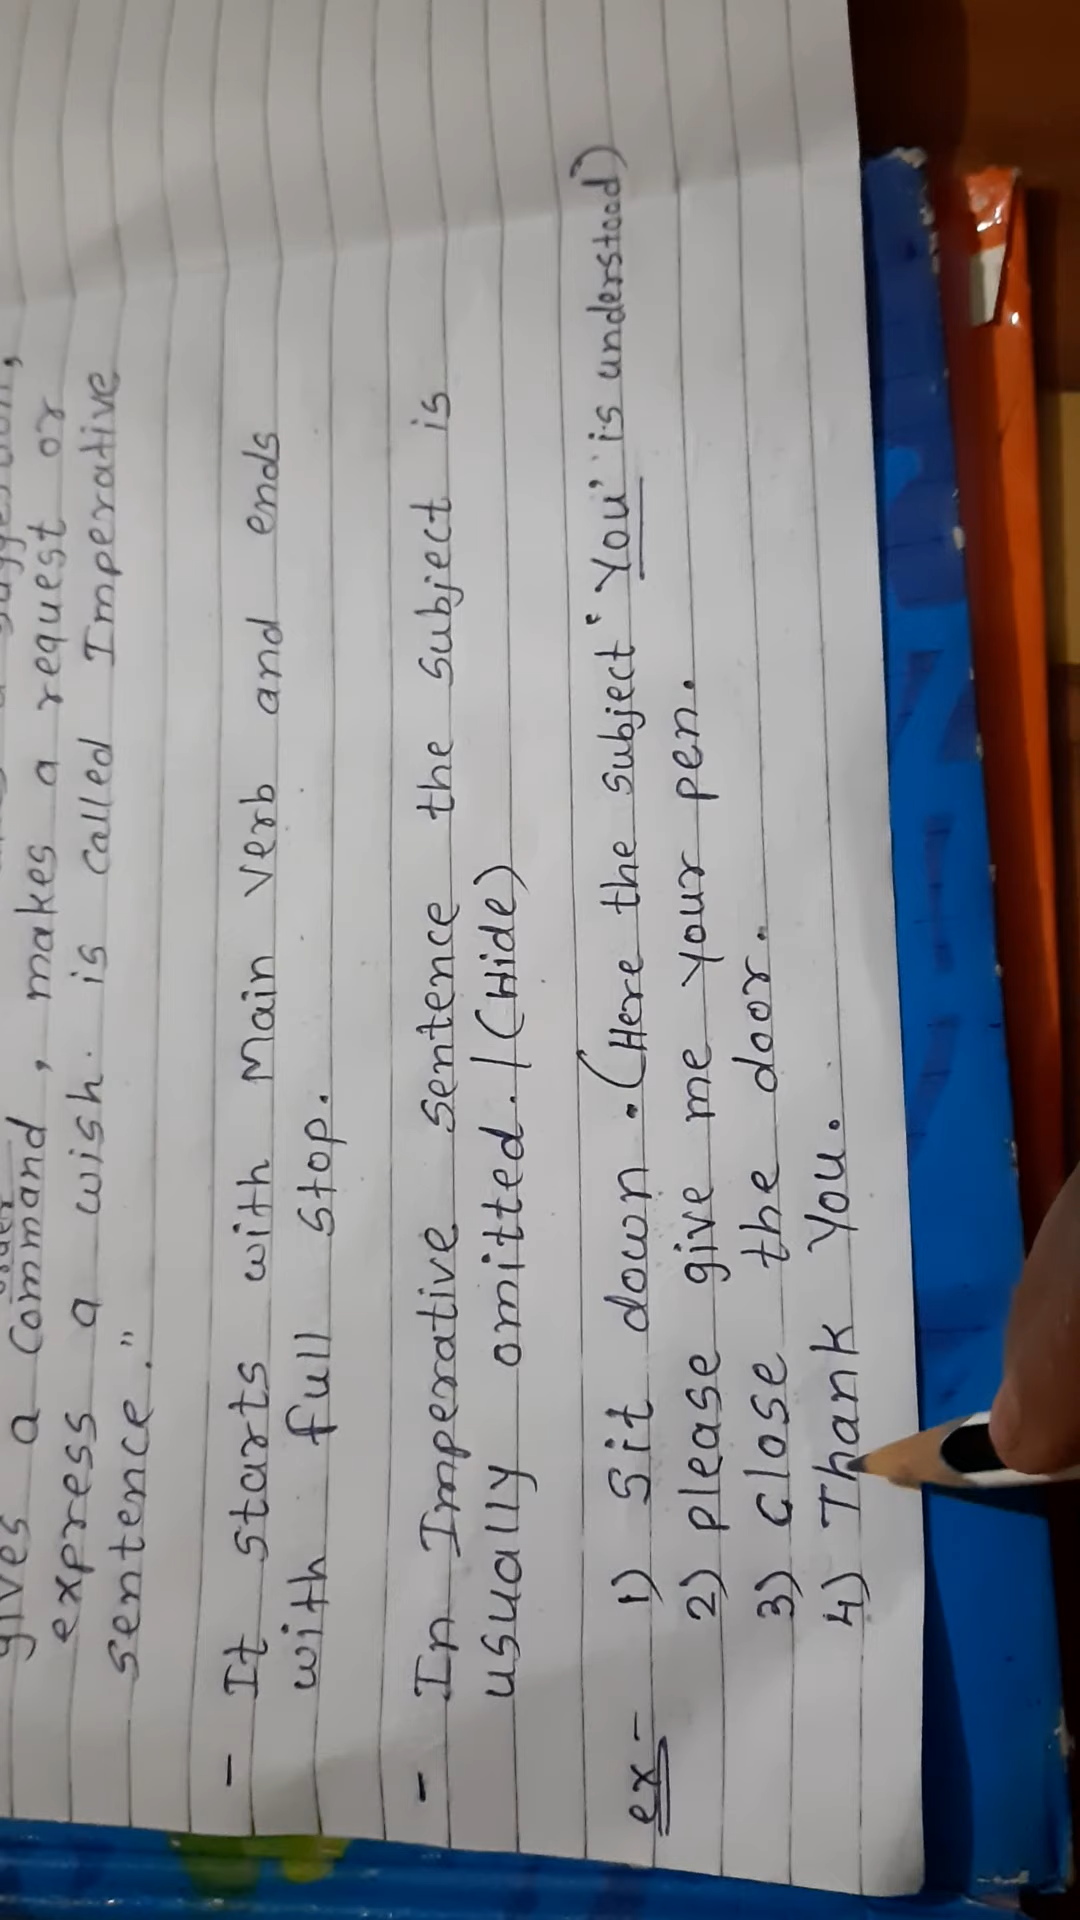 gives a command, makes a request or
express a wish. is called Imperative
sentence."
- It starts with Main verb and ends
with full stop.
- In Imperative sentence the subject is
usually omitted. / (Hide)
ex - 1) Sit down. (Here the subject 'You' is understood)
2) please give me your pen.
3) Close the door.
4) Thank You.